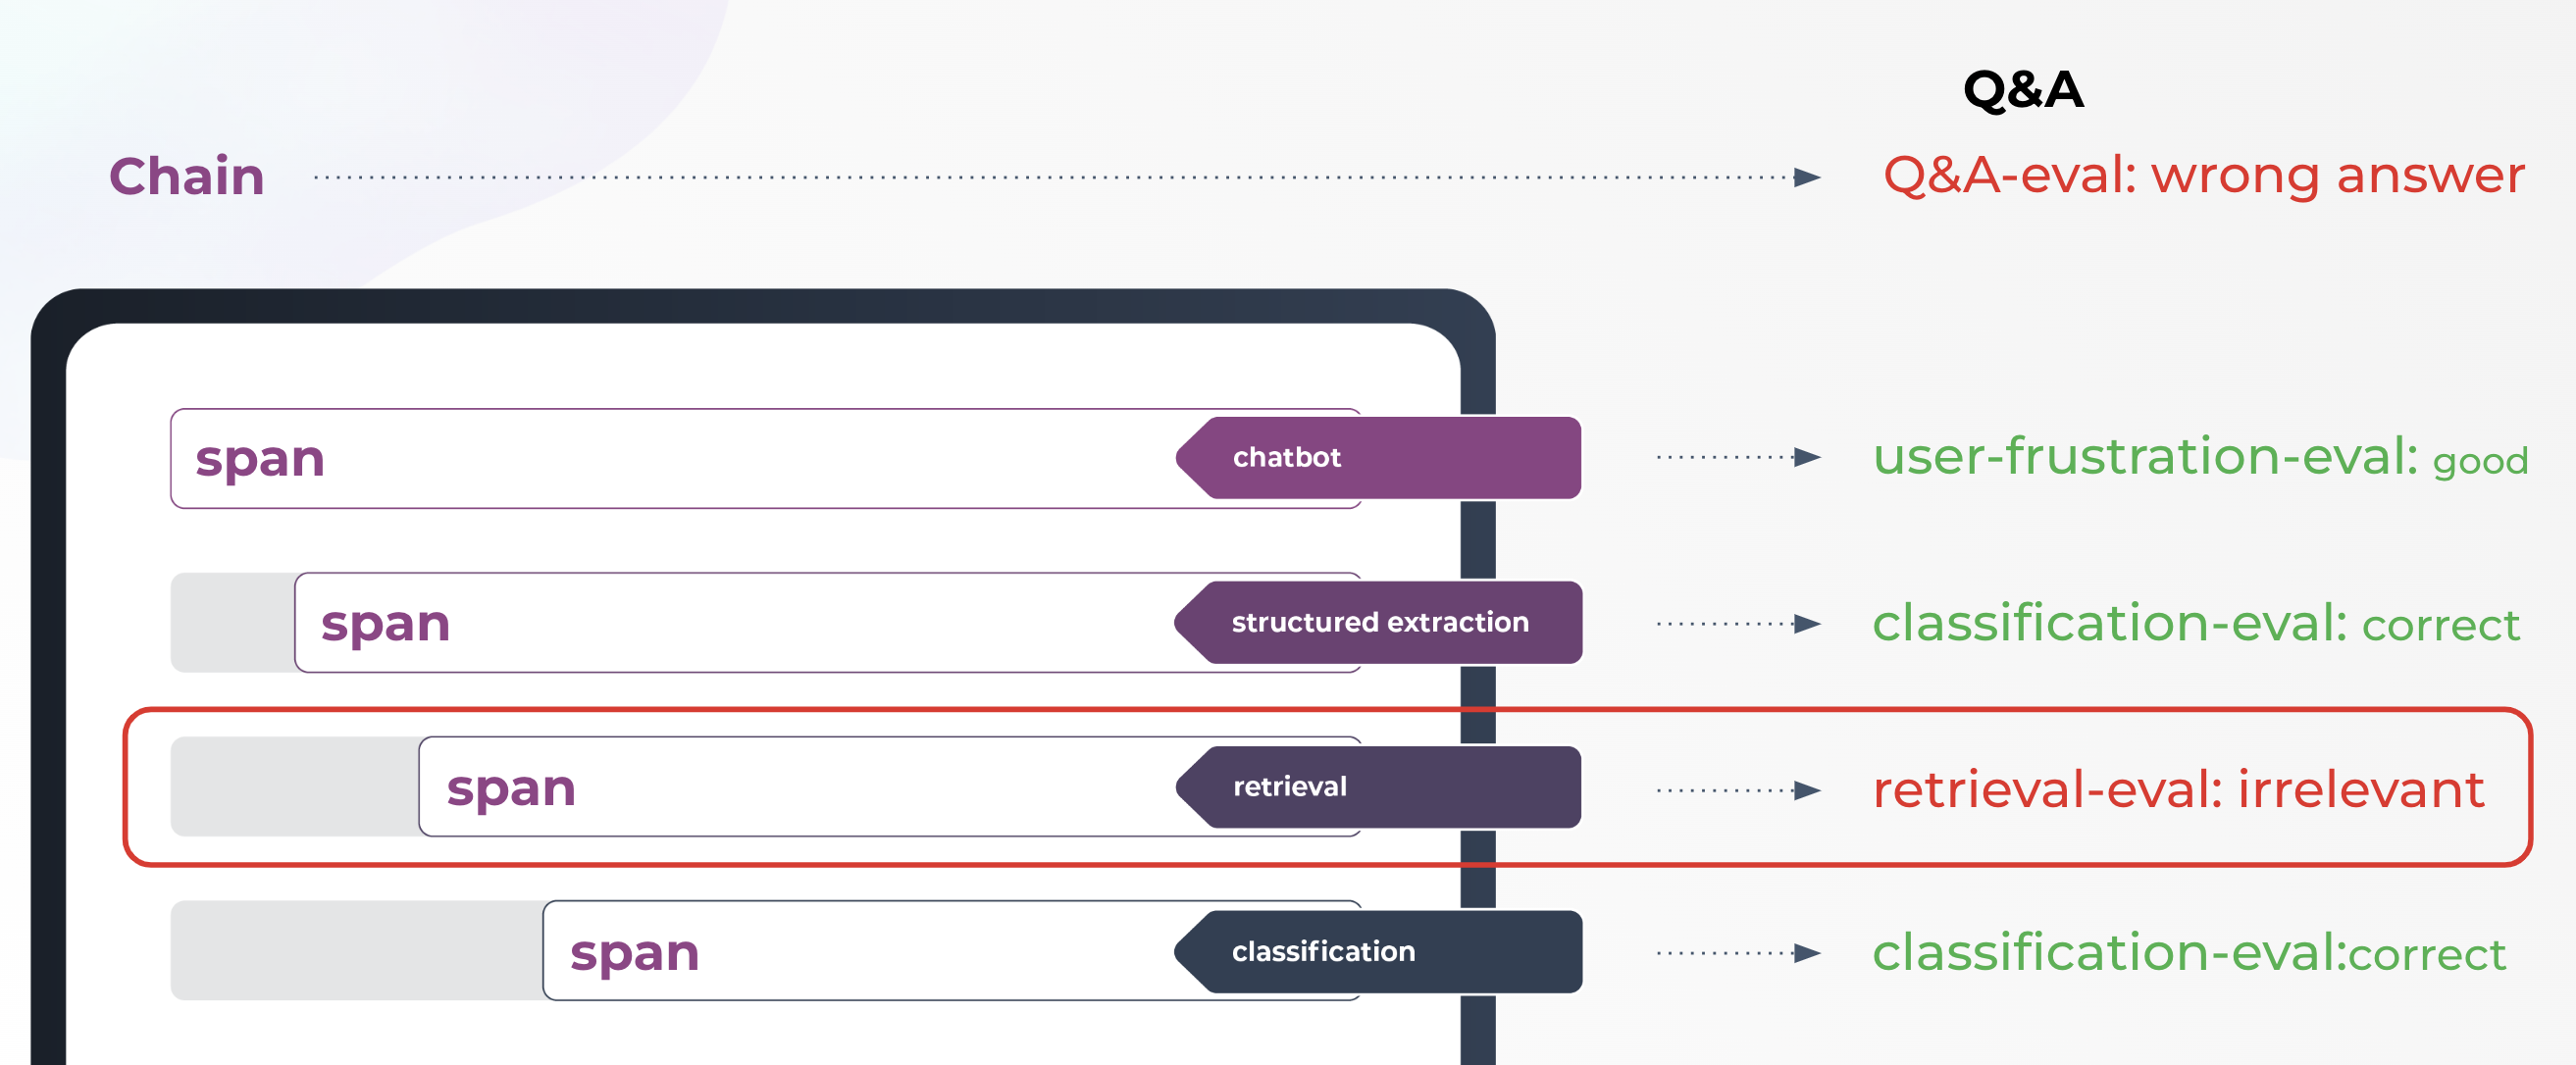 Q&A
Chain
Q&A-eval: wrong answer
span
chatbot
user-frustration-eval: good
span
structured extraction
classification-eval: correct
span
retrieval
retrieval-eval: irrelevant
span
classification
classification-eval:correct